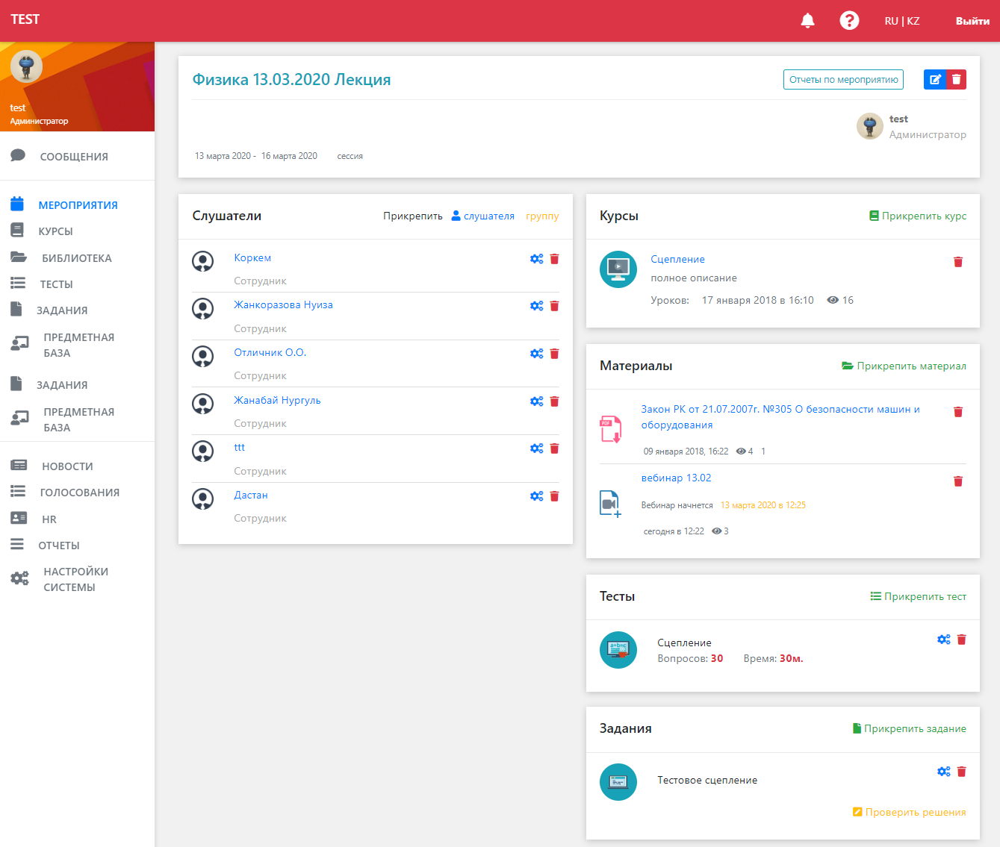 TEST
RU | KZ
Выйти
test
Администратор
СООБЩЕНИЯ
МЕРОПРИЯТИЯ
КУРСЫ
БИБЛИОТЕКА
ТЕСТЫ
ЗАДАНИЯ
ПРЕДМЕТНАЯ
БАЗА
ЗАДАНИЯ
ПРЕДМЕТНАЯ
БАЗА
НОВОСТИ
ГОЛОСОВАНИЯ
HR
ОТЧЕТЫ
НАСТРОЙКИ
СИСТЕМЫ
Физика 13.03.2020 Лекция
Отчеты по мероприятию
test
Администратор
13 марта 2020 - 16 марта 2020 сессия
Слушатели
Прикрепить слушателя группу
Коркем
Сотрудник
Жанкоразова Нуиза
Сотрудник
Отличник О.О.
Сотрудник
Жанабай Нургуль
Сотрудник
ttt
Сотрудник
Дастан
Сотрудник
Курсы
Прикрепить курс
Сцепление
полное описание
Уроков: 17 января 2018 в 16:10 16
Материалы
Прикрепить материал
PDF
Закон РК от 21.07.2007г. №305 О безопасности машин и
оборудования
09 января 2018, 16:22 4 1
вебинар 13.02
Вебинар начнется 13 марта 2020 в 12:25
сегодня в 12:22 3
Тесты
Прикрепить тест
a+b=c
Сцепление
Вопросов: 30 Время: 30м.
Задания
Прикрепить задание
Тестовое сцепление
Проверить решения